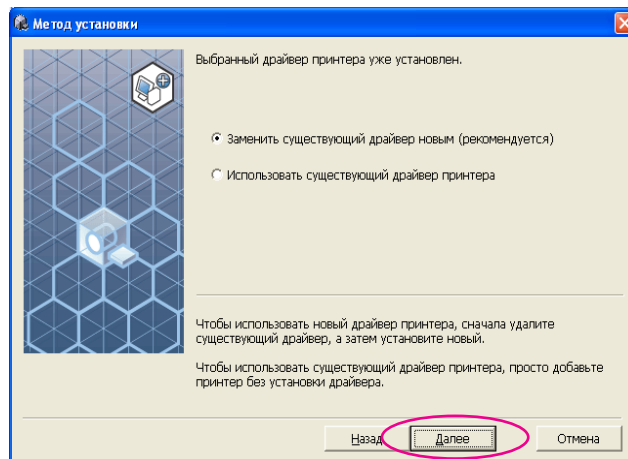 Метод установки
Выбранный драйвер принтера уже установлен.
Заменить существующий драйвер новым (рекомендуется)
Использовать существующий драйвер принтера
Чтобы использовать новый драйвер принтера, сначала удалите
существующий драйвер, а затем установите новый.
Чтобы использовать существующий драйвер принтера, просто добавьте
принтер без установки драйвера.
Назад Далее Отмена